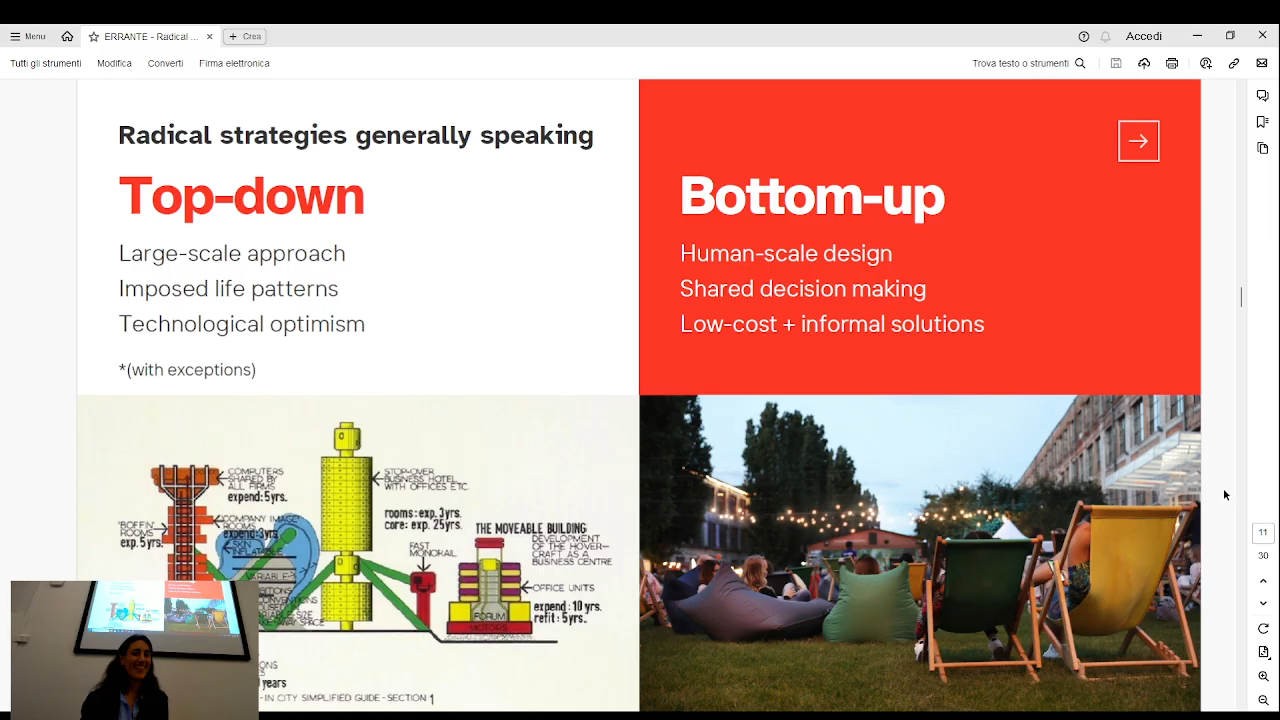 Menu
ERRANTE - Radical ...
Crea
Accedi
Tutti gli strumenti
Modifica
Converti
Firma elettronica
Trova testo o strumenti
Radical strategies generally speaking
Top-down
Large-scale approach
Imposed life patterns
Technological optimism
*(with exceptions)
Bottom-up
Human-scale design
Shared decision making
Low-cost + informal solutions
COMPUTERS
SHARED BY
ALL FIRMS
expend: 5yrs.
'BOFFIN'
ROOMS
exp. 5yrs.
COMPANY IMAGE
ROOMS
expend: 3yrs.
INFLATABLE
VARIABLE
STOP-OVER
BUSINESS HOTEL
WITH OFFICES ETC.
rooms: exp. 3yrs.
core: exp. 25yrs.
FAST
MONORAIL
THE MOVEABLE BUILDING
DEVELOPMENT
OF THE HOVER-
CRAFT AS A
BUSINESS CENTRE
OFFICE UNITS
expend: 10 yrs.
refit: 5yrs.
FORUM
MOTORS
years
-IN CITY SIMPLIFIED GUIDE - SECTION 1
11
30